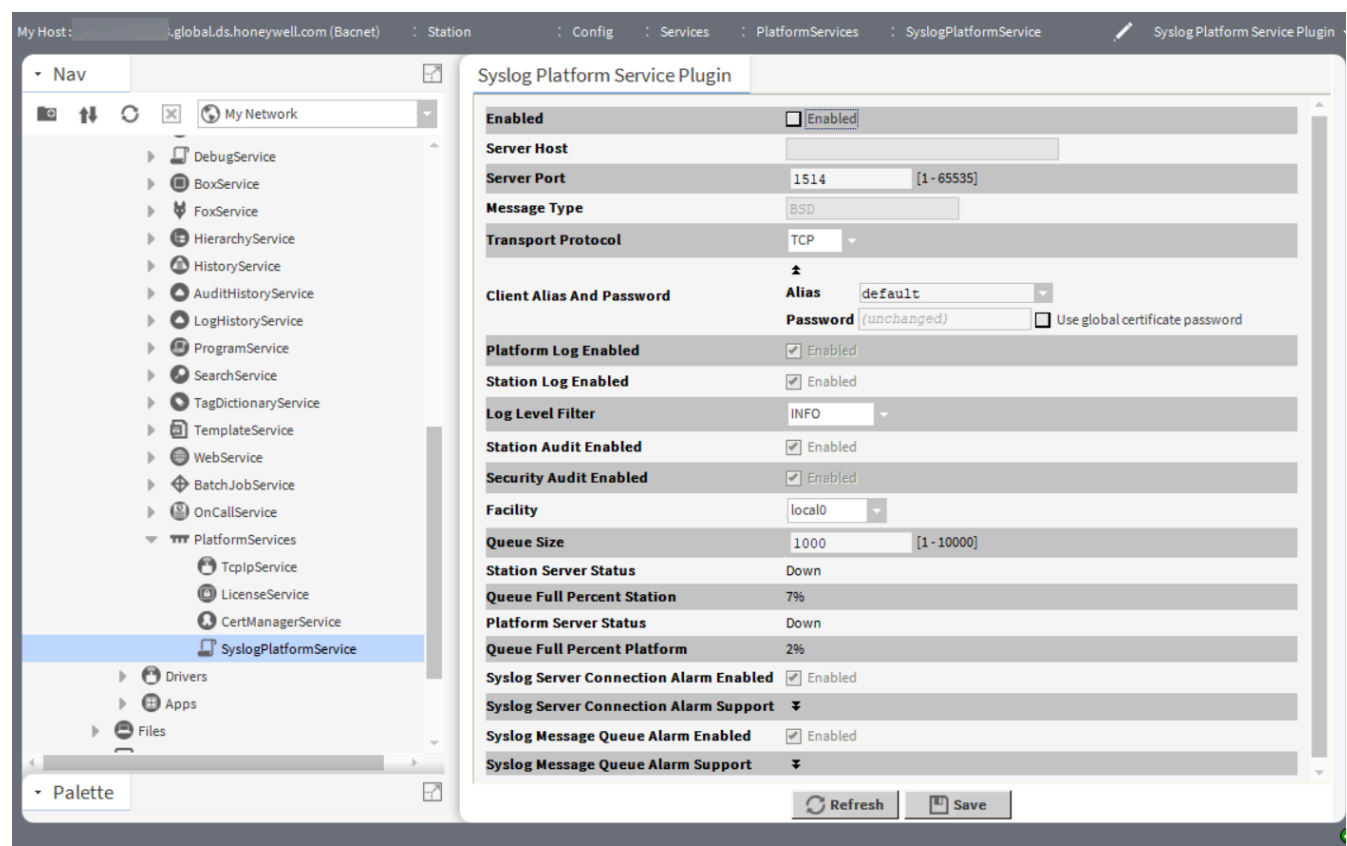 My Host : .global.ds.honeywell.com (Bacnet) : Station : Config : Services : PlatformServices : SyslogPlatformService Syslog Platform Service Plugin
Nav
My Network
DebugService
BoxService
FoxService
HierarchyService
HistoryService
AuditHistoryService
LogHistoryService
ProgramService
SearchService
TagDictionaryService
TemplateService
WebService
BatchJobService
OnCallService
PlatformServices
TcpIpService
LicenseService
CertManagerService
SyslogPlatformService
Drivers
Apps
Files
Palette
Syslog Platform Service Plugin
Enabled Enabled
Server Host
Server Port 1514 [1-65535]
Message Type BSD
Transport Protocol TCP
Client Alias And Password
Alias default
Password (unchanged) Use global certificate password
Platform Log Enabled Enabled
Station Log Enabled Enabled
Log Level Filter INFO
Station Audit Enabled Enabled
Security Audit Enabled Enabled
Facility local0
Queue Size 1000 [1-10000]
Station Server Status Down
Queue Full Percent Station 7%
Platform Server Status Down
Queue Full Percent Platform 2%
Syslog Server Connection Alarm Enabled Enabled
Syslog Server Connection Alarm Support
Syslog Message Queue Alarm Enabled Enabled
Syslog Message Queue Alarm Support
Refresh Save